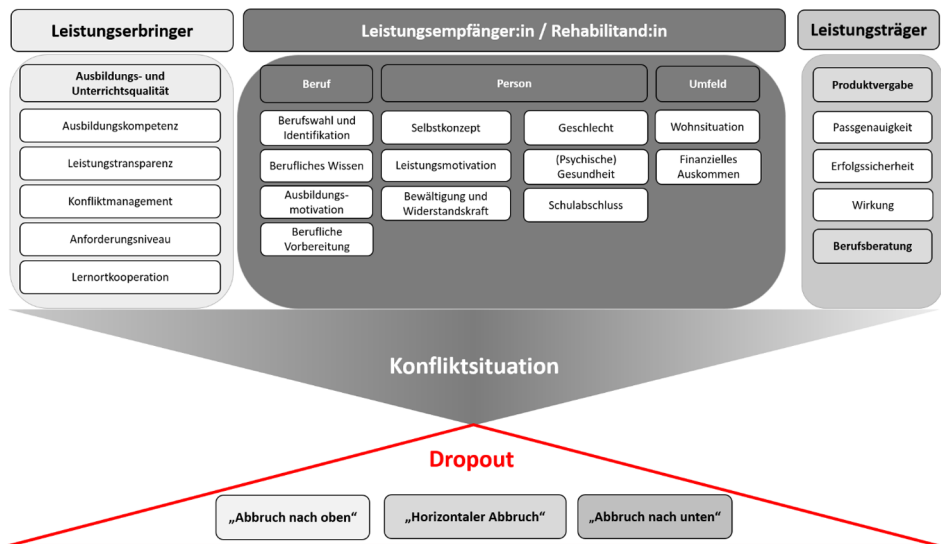 Leistungserbringer
Ausbildungs- und
Unterrichtsqualität
Ausbildungskompetenz
Leistungstransparenz
Konfliktmanagement
Anforderungsniveau
Lernortkooperation
Leistungsempfänger:in / Rehabilitand:in
Beruf
Berufswahl und
Identifikation
Berufliches Wissen
Ausbildungs-
motivation
Berufliche
Vorbereitung
Person
Selbstkonzept
Leistungsmotivation
Bewältigung und
Widerstandskraft
Geschlecht
(Psychische)
Gesundheit
Schulabschluss
Umfeld
Wohnsituation
Finanzielles
Auskommen
Leistungsträger
Produktvergabe
Passgenauigkeit
Erfolgssicherheit
Wirkung
Berufsberatung
Konfliktsituation
Dropout
„Abbruch nach oben“
„Horizontaler Abbruch“
„Abbruch nach unten“